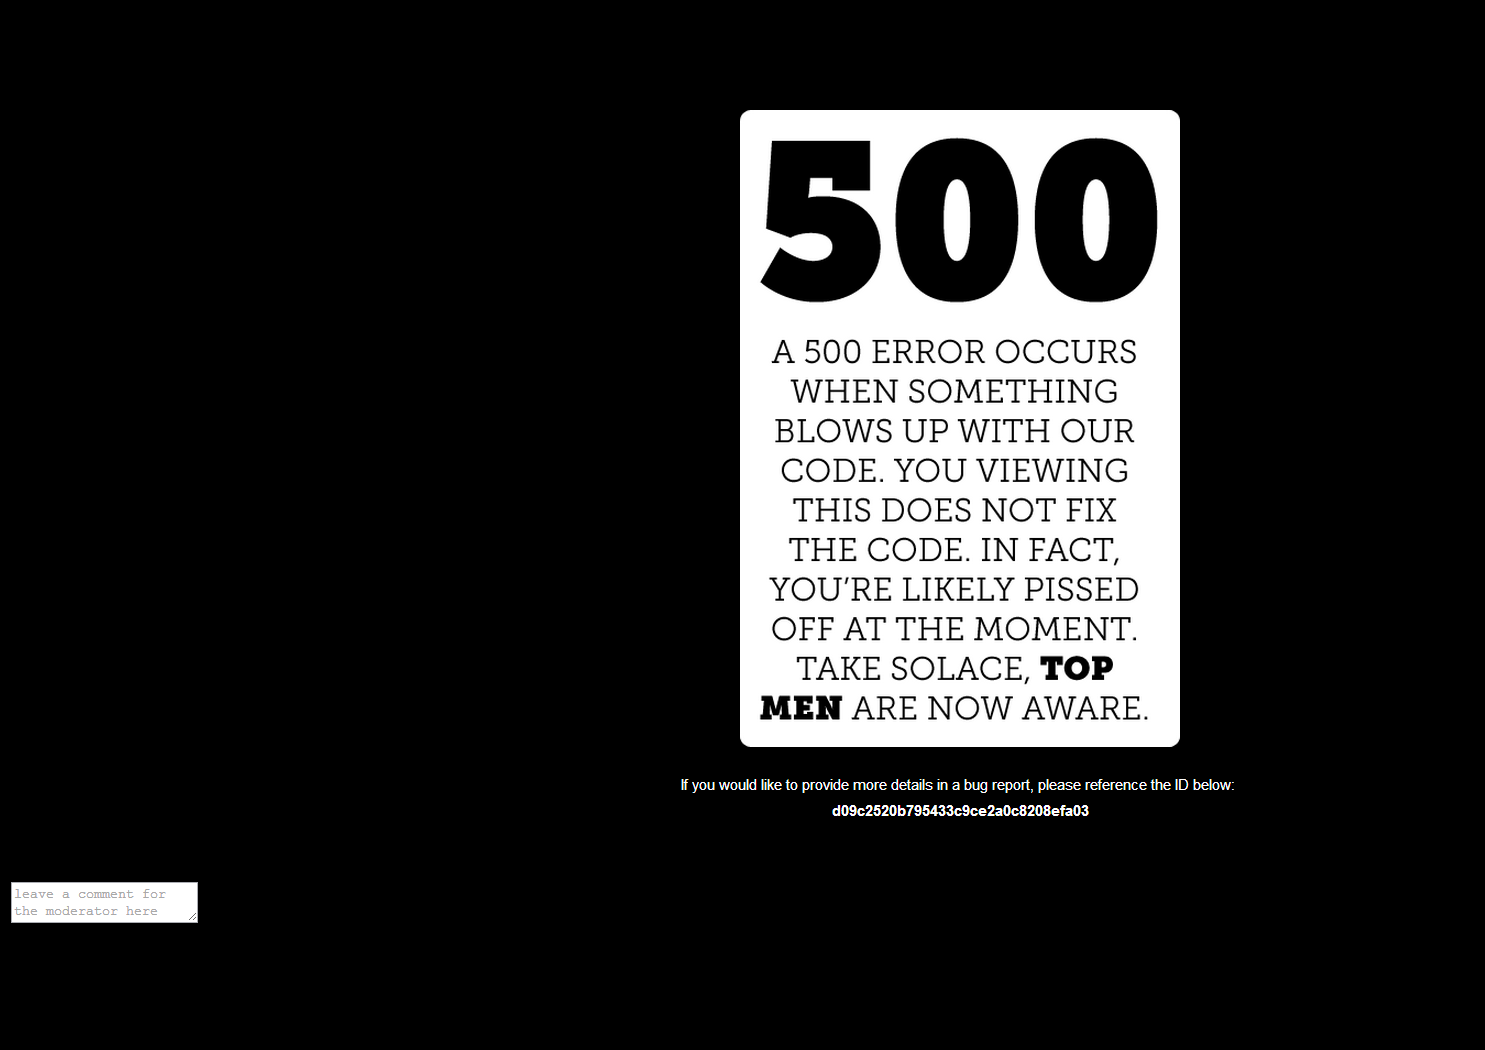 500
A 500 ERROR OCCURS
WHEN SOMETHING
BLOWS UP WITH OUR
CODE. YOU VIEWING
THIS DOES NOT FIX
THE CODE. IN FACT,
YOU’RE LIKELY PISSED
OFF AT THE MOMENT.
TAKE SOLACE, TOP
MEN ARE NOW AWARE.
If you would like to provide more details in a bug report, please reference the ID below:
d09c2520b795433c9ce2a0c8208efa03
leave a comment for
the moderator here